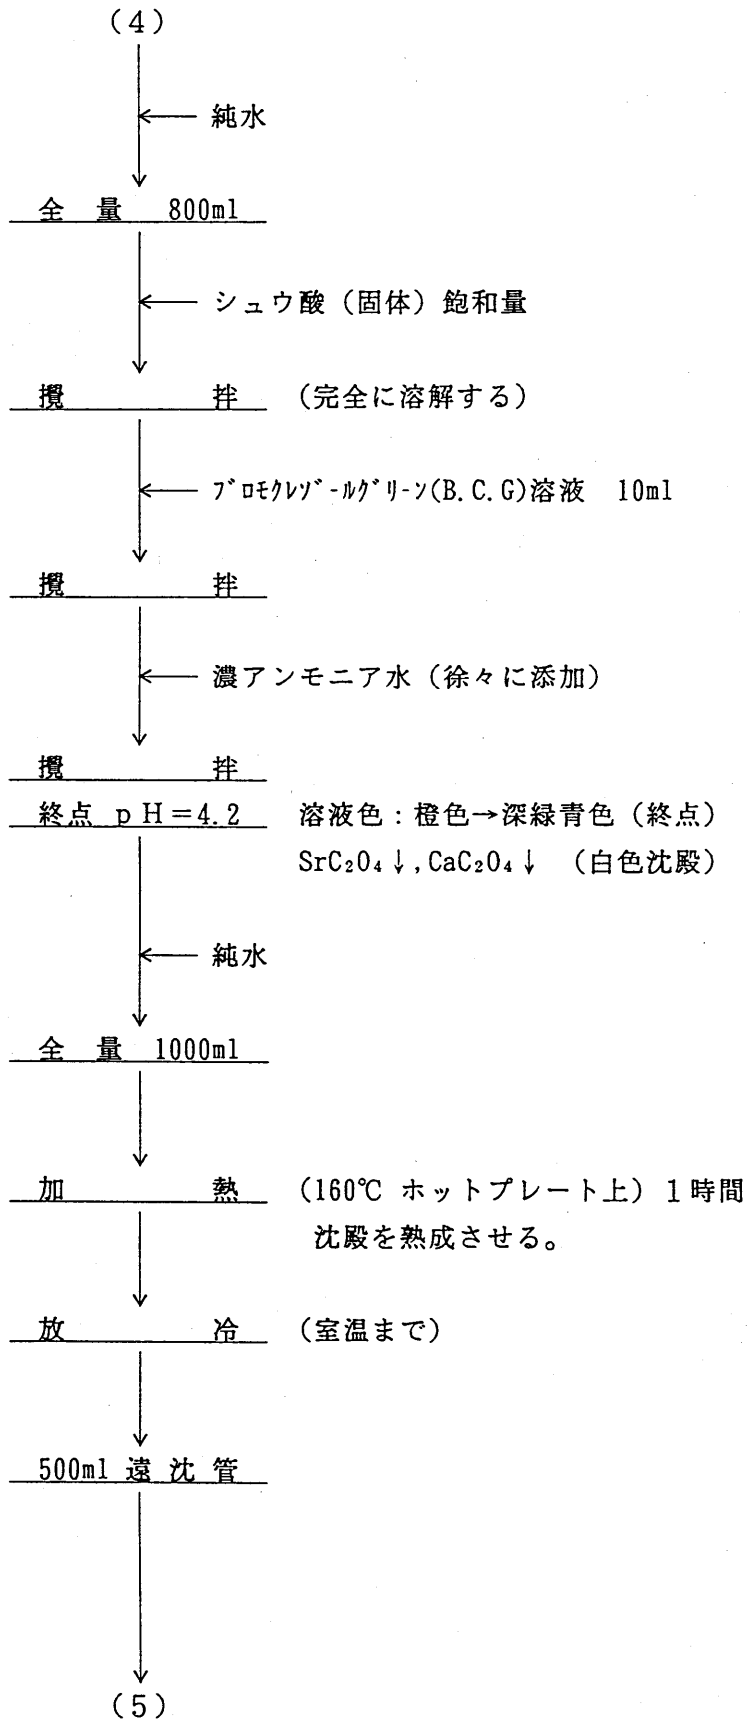 (4)
純水
全 量 800ml
シュウ酸（固体）飽和量
攪 拌 （完全に溶解する）
ﾌﾞﾛﾓｸﾚｿﾞｰﾙｸﾞﾘｰﾝ(B.C.G)溶液 10ml
攪 拌
濃アンモニア水（徐々に添加）
攪 拌
終点 pH＝4.2 溶液色：橙色→深緑青色（終点）
SrC₂O₄↓,CaC₂O₄↓ （白色沈殿）
純水
全 量 1000ml
加 熱 （160℃ ホットプレート上）１時間
沈殿を熟成させる。
放 冷 （室温まで）
500ml 遠 沈 管
(5)